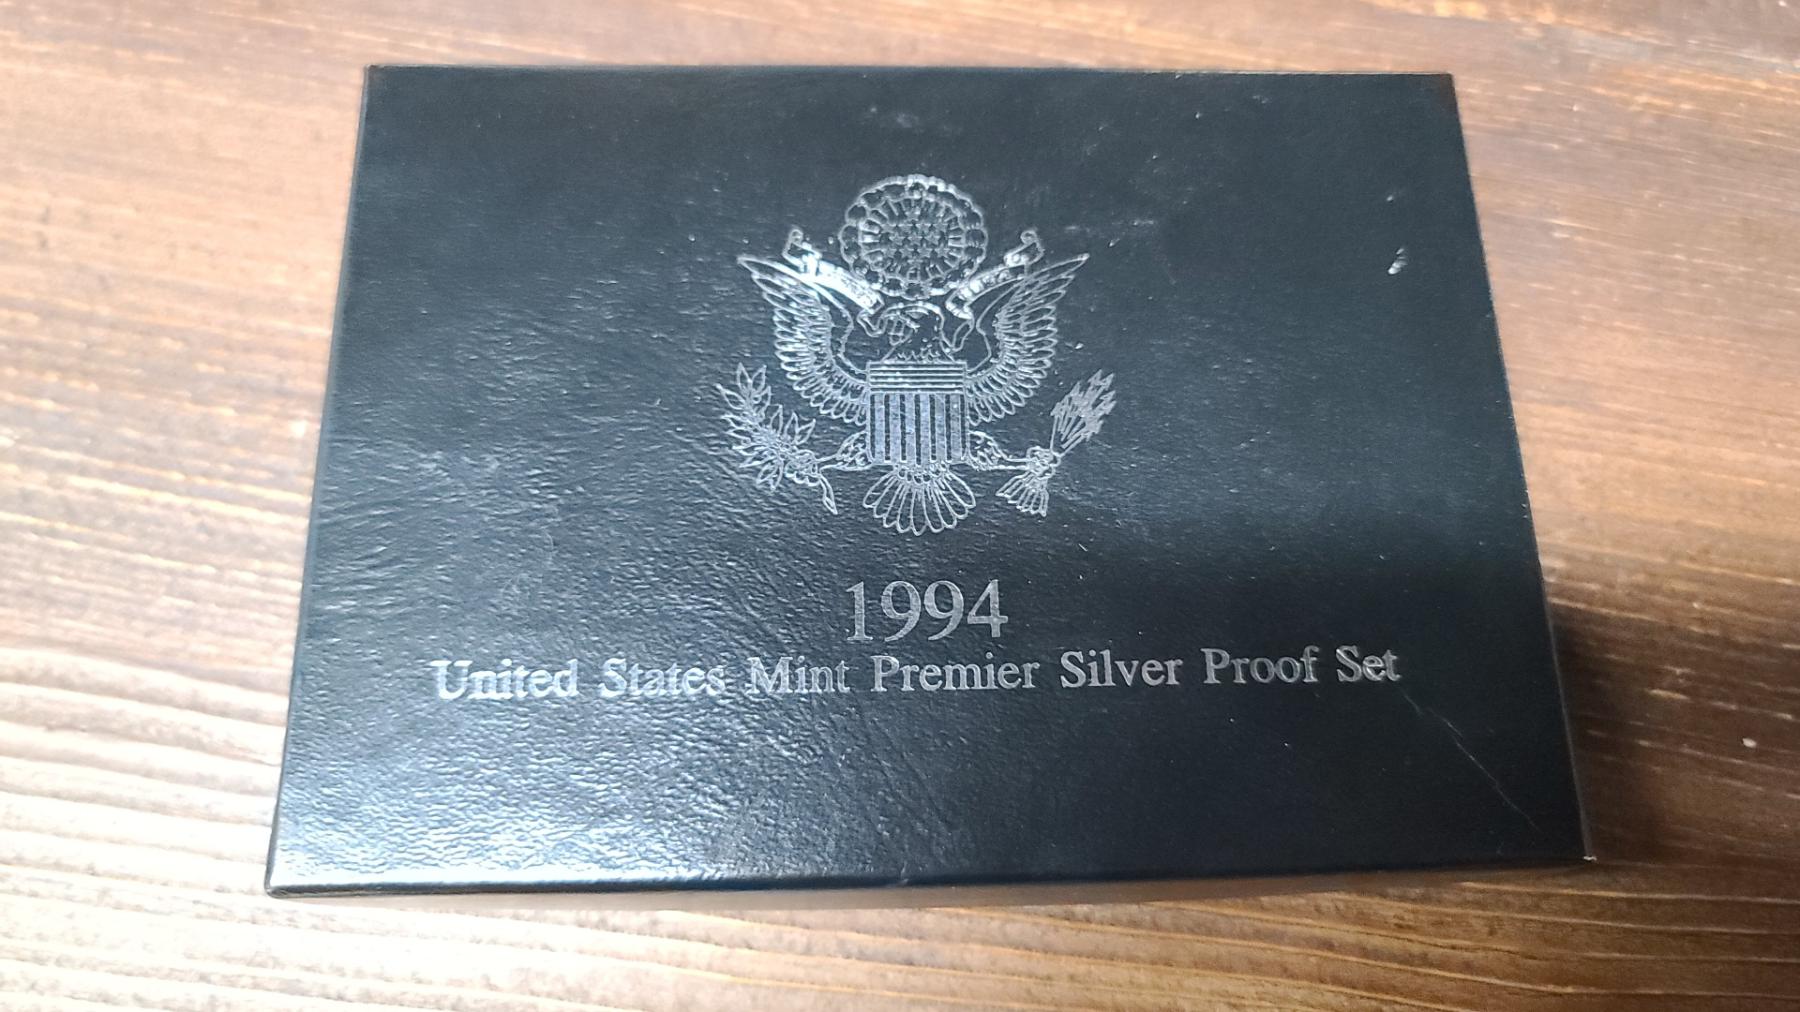 1994
United States Mint Premier Silver Proof Set